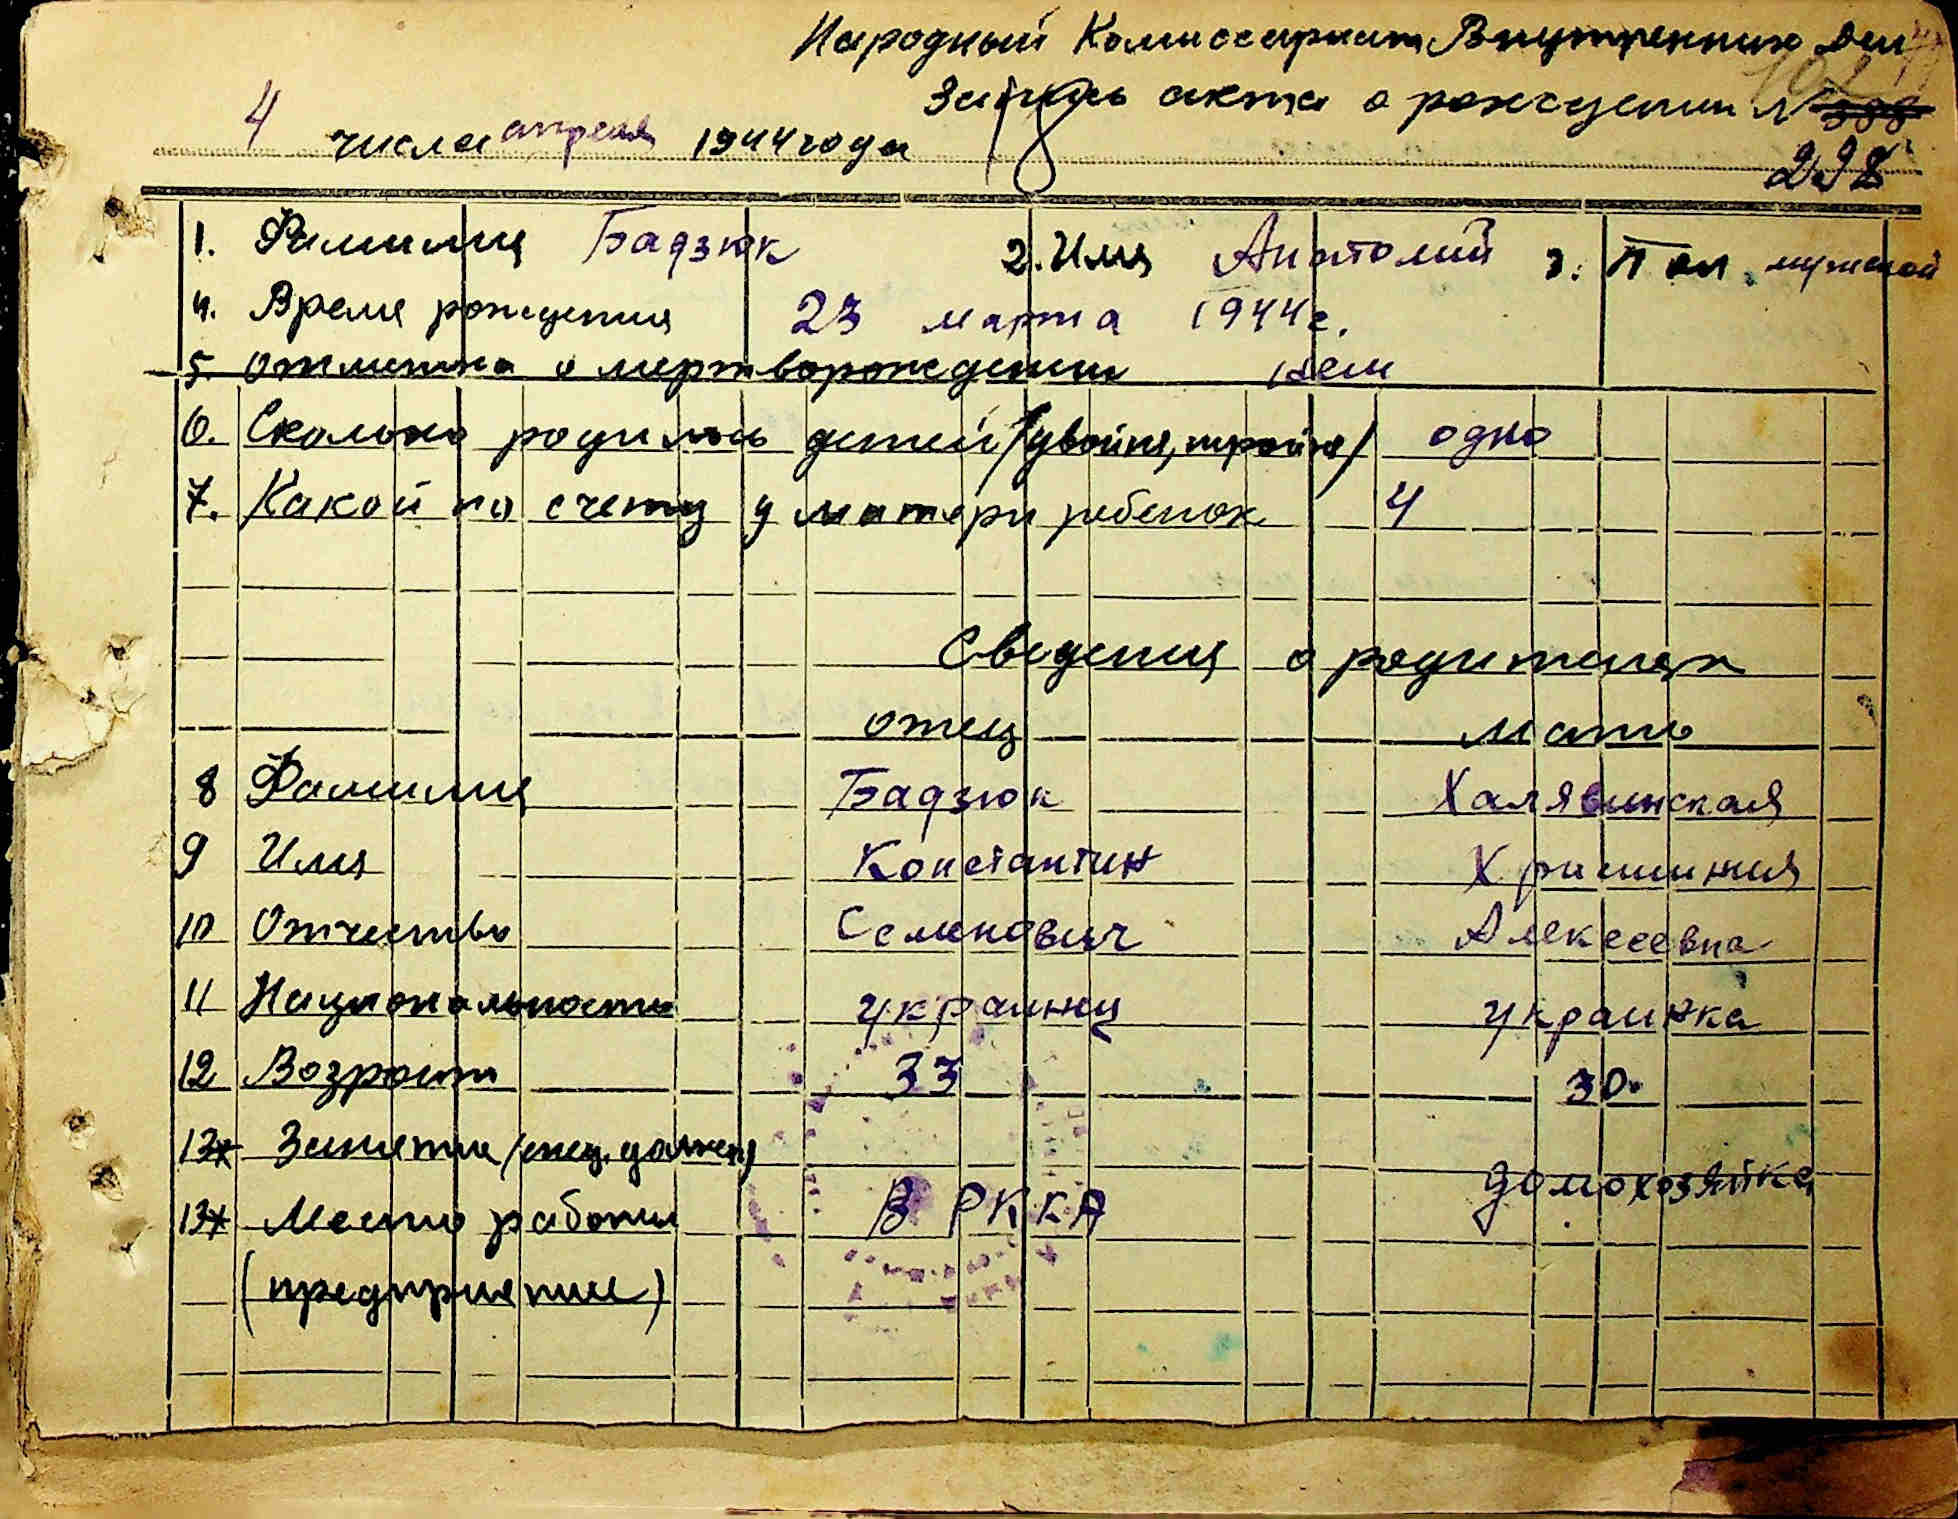 Народный Комиссариат Внутренних Дел
Запись акта о рождении № 388
4 числа апреля 1944 года
298
1. Фамилия Бадзюк 2. Имя Анатолий 3. Пол мужской
4. Время рождения 23 марта 1944 г.
5. Отметка о мертворождении нет
6. Сколько родилось детей (двойня, тройня) одно
7. Какой по счету у матери ребенок 4
Сведения о родителях
отец мать
8 Фамилия Бадзюк Халявинская
9 Имя Константин Христиния
10 Отчество Семенович Алексеевна
11 Национальность украинец украинка
12 Возраст 33 30
13* Занятие (спец. должен)
домохозяйка
13* Место работы В РККА
(предприятие)